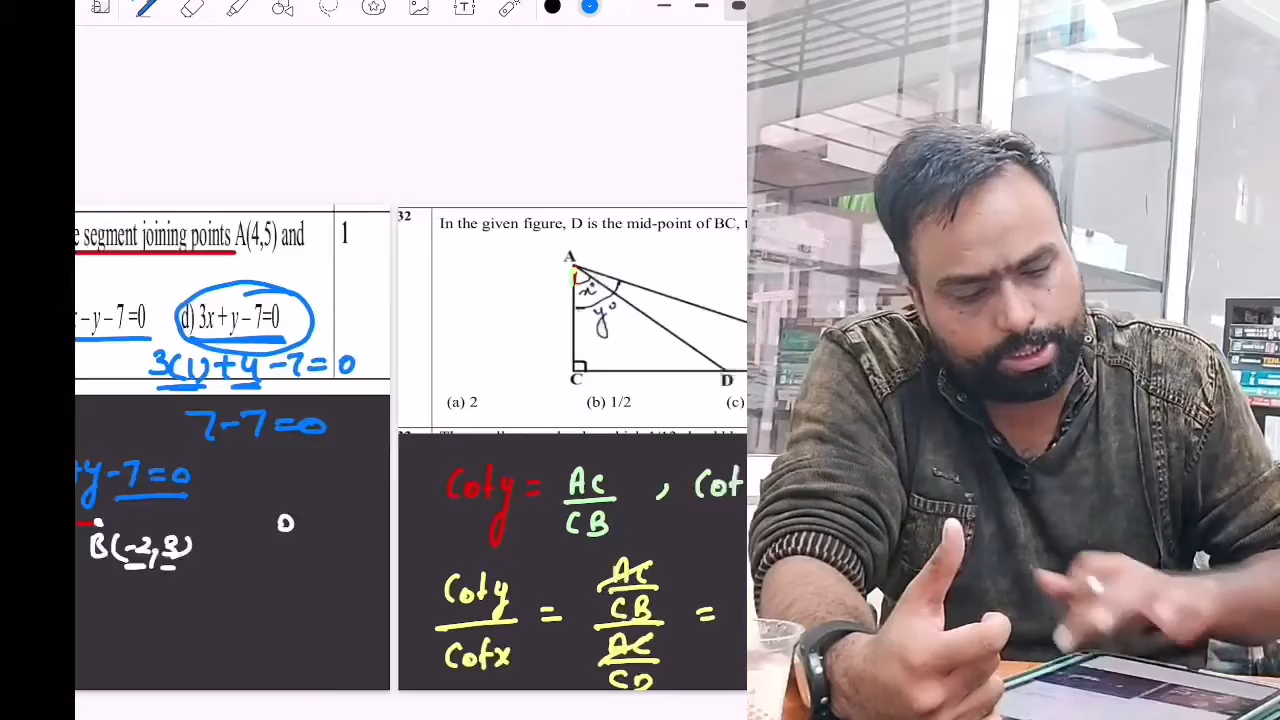 e segment joining points A(4,5) and
1
- y - 7 =0
d) 3x + y - 7=0
3(1) + 4 - 7 = 0
7 - 7 = 0
+y - 7 = 0
B(-2, 3)
0
32
In the given figure, D is the mid-point of BC,
A
x°
y°
C
D
(a) 2
(b) 1/2
(c)
Cot y = AC/CB , Cot
Cot y / Cot x = AC/CB / AC/CD =